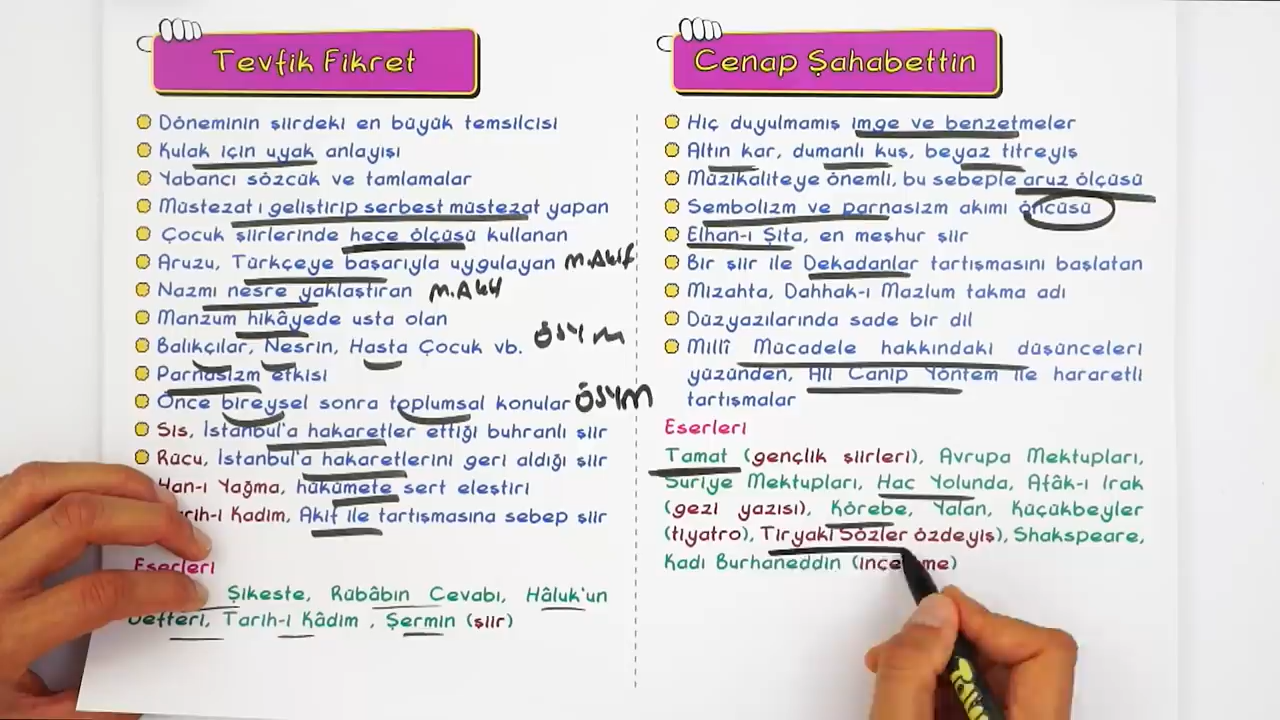 Tevfik Fikret
Döneminin şiirdeki en büyük temsilcisi
Kulak için uyak anlayışı
Yabancı sözcük ve tamlamalar
Müstezatı geliştirip serbest müstezat yapan
Çocuk şiirlerinde hece ölçüsü kullanan
Aruzu, Türkçeye başarıyla uygulayan M.Akif
Nazmı nesre yaklaştıran M.Akif
Manzum hikâyede usta olan
Balıkçılar, Nesrin, Hasta Çocuk vb. ÖSYM
Parnasizm etkisi
Önce bireysel sonra toplumsal konular ÖSYM
Sis, İstanbul'a hakaretler ettiği buhranlı şiir
Rücu, İstanbul'a hakaretlerini geri aldığı şiir
Han-ı Yağma, hükümete sert eleştiri
Tarih-i Kadim, Akif ile tartışmasına sebep şiir
Eserleri
Şikeste, Rübâbın Cevabı, Hâluk'un
Defteri, Tarih-i Kâdim , Şermin (şiir)
Cenap Şahabettin
Hiç duyulmamış imge ve benzetmeler
Altın kar, dumanlı kuş, beyaz titreyiş
Müzikaliteye önemli, bu sebeple aruz ölçüsü
Sembolizm ve parnasizm akımı öncüsü
Elhan-ı Şita, en meşhur şiir
Bir şiir ile Dekadanlar tartışmasını başlatan
Mizahta, Dahhak-ı Mazlum takma adı
Düzyazılarında sade bir dil
Millî Mücadele hakkındaki düşünceleri
yüzünden, Ali Canip Yöntem ile hararetli
tartışmalar
Eserleri
Tamat (gençlik şiirleri), Avrupa Mektupları,
Suriye Mektupları, Hac Yolunda, Afâk-ı Irak
(gezi yazısı), Körebe, Yalan, Küçükbeyler
(tiyatro), Tiryaki Sözler özdeyiş), Shakspeare,
Kadı Burhaneddin (inceleme)